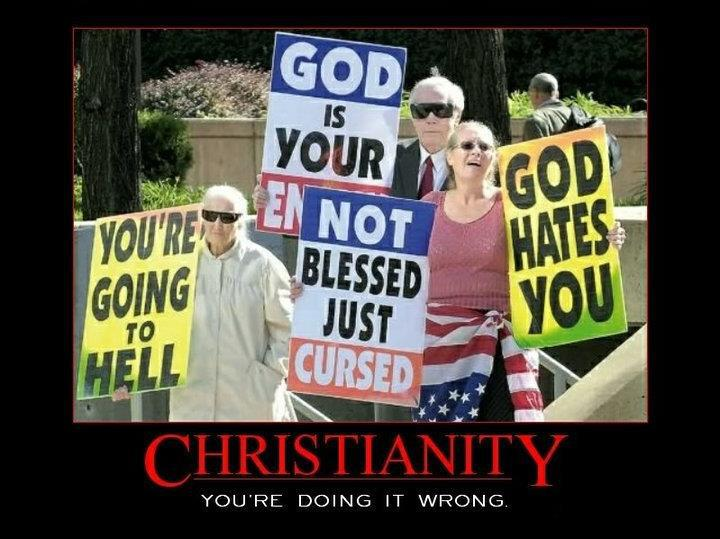 GOD
IS
YOUR
EN
NOT
BLESSED
JUST
CURSED
GOD
HATES
YOU
YOU'RE
GOING
TO
HELL
CHRISTIANITY
YOU'RE DOING IT WRONG.